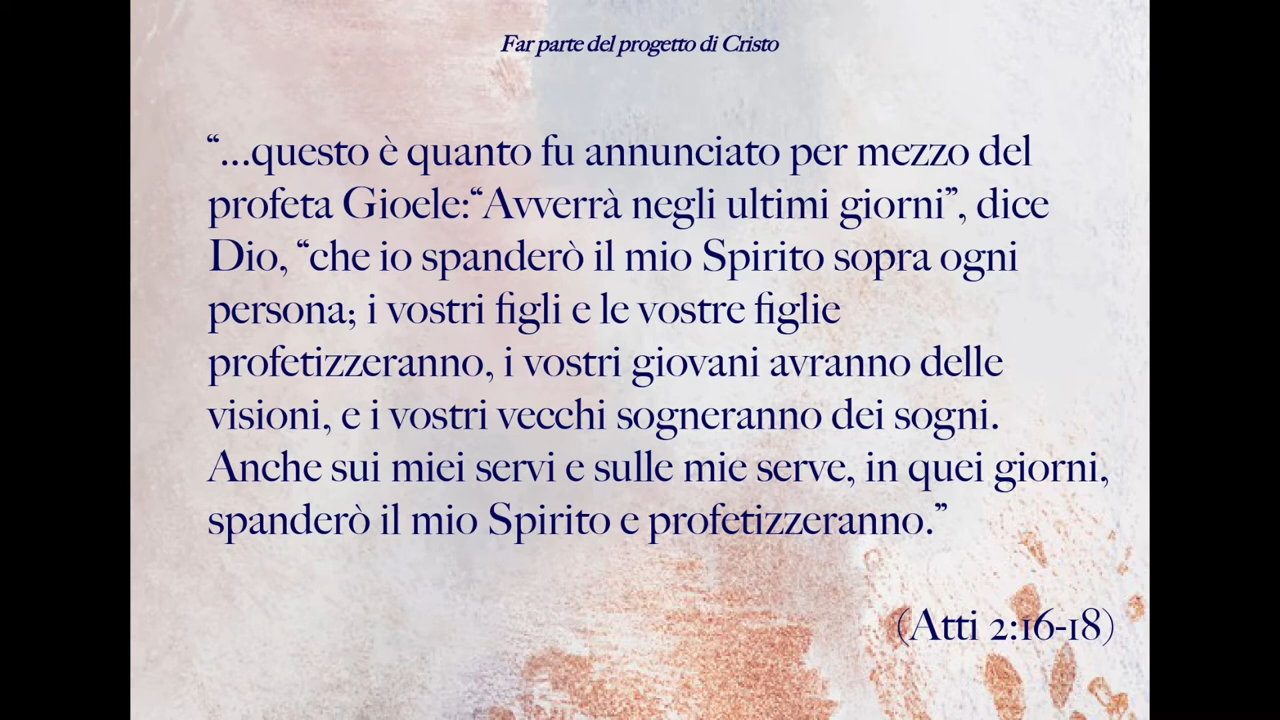 Far parte del progetto di Cristo
“...questo è quanto fu annunciato per mezzo del
profeta Gioele:“Avverrà negli ultimi giorni”, dice
Dio, “che io spanderò il mio Spirito sopra ogni
persona; i vostri figli e le vostre figlie
profetizzeranno, i vostri giovani avranno delle
visioni, e i vostri vecchi sogneranno dei sogni.
Anche sui miei servi e sulle mie serve, in quei giorni,
spanderò il mio Spirito e profetizzeranno.”
(Atti 2:16-18)